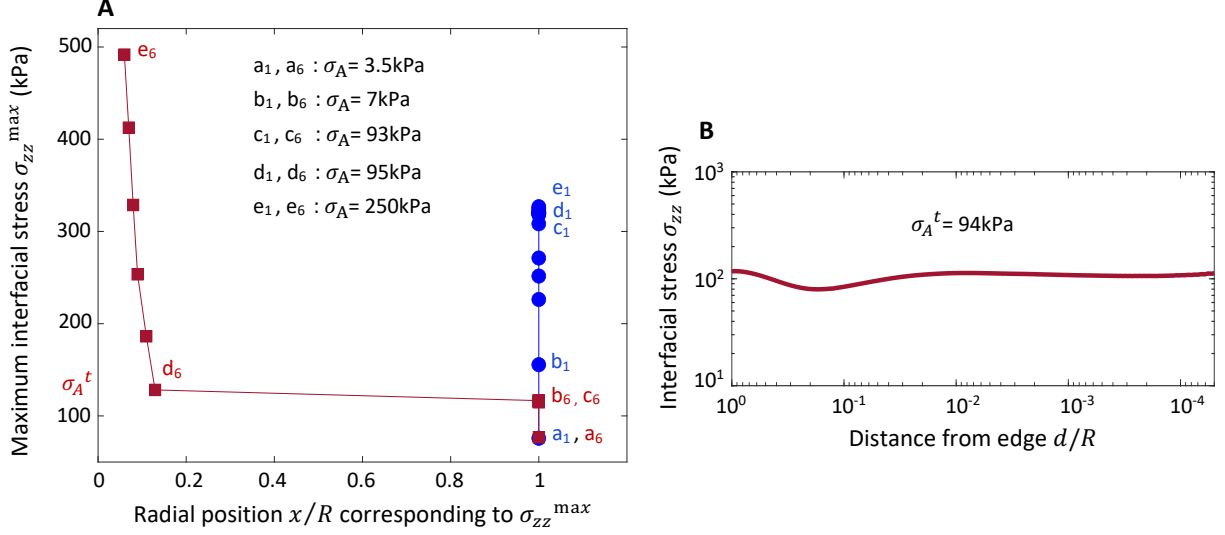 A
Maximum interfacial stress σzz^max (kPa)
500
400
300
200
σA^t
100
e6
a1, a6 : σA= 3.5kPa
b1, b6 : σA= 7kPa
c1, c6 : σA= 93kPa
d1, d6 : σA= 95kPa
e1, e6 : σA= 250kPa
e1
d1
c1
b1
d6
b6, c6
a1, a6
0
0.2
0.4
0.6
0.8
1
Radial position x/R corresponding to σzz^max
B
Interfacial stress σzz (kPa)
10^3
10^2
10^1
σA^t = 94kPa
10^0
10^-1
10^-2
10^-3
10^-4
Distance from edge d/R